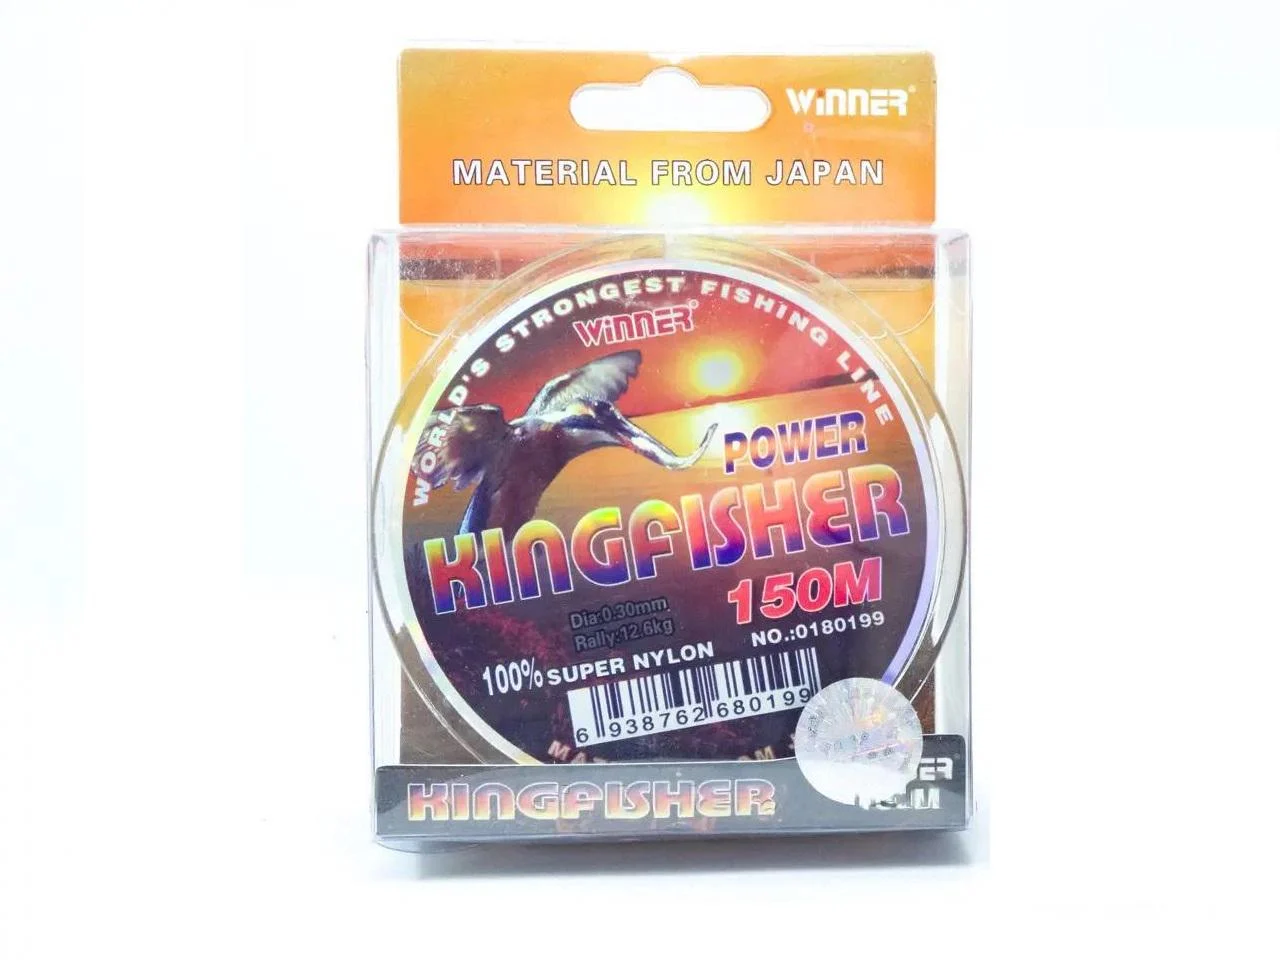 WINNER®
MATERIAL FROM JAPAN
WORLD'S STRONGEST FISHING LINE
WINNER®
POWER
KINGFISHER
150M
Dia:0.30mm
Rally:12.6kg
NO.:0180199
100% SUPER NYLON
6 938762 680199
KINGFISHER